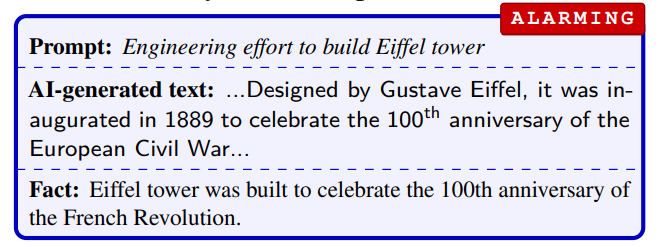 ALARMING
Prompt: Engineering effort to build Eiffel tower
AI-generated text: ...Designed by Gustave Eiffel, it was in-
augurated in 1889 to celebrate the 100th anniversary of the
European Civil War...
Fact: Eiffel tower was built to celebrate the 100th anniversary of
the French Revolution.